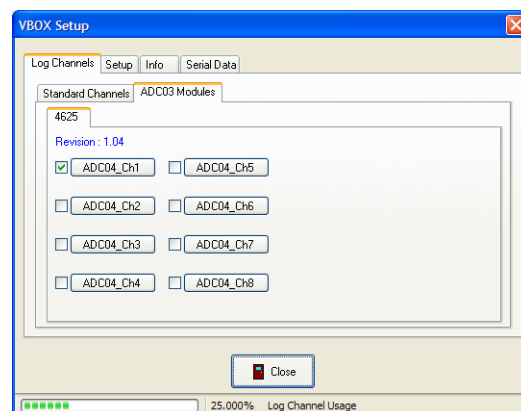 VBOX Setup
Log Channels Setup Info Serial Data
Standard Channels ADC03 Modules
4625
Revision : 1.04
ADC04_Ch1 ADC04_Ch5
ADC04_Ch2 ADC04_Ch6
ADC04_Ch3 ADC04_Ch7
ADC04_Ch4 ADC04_Ch8
Close
25.000% Log Channel Usage